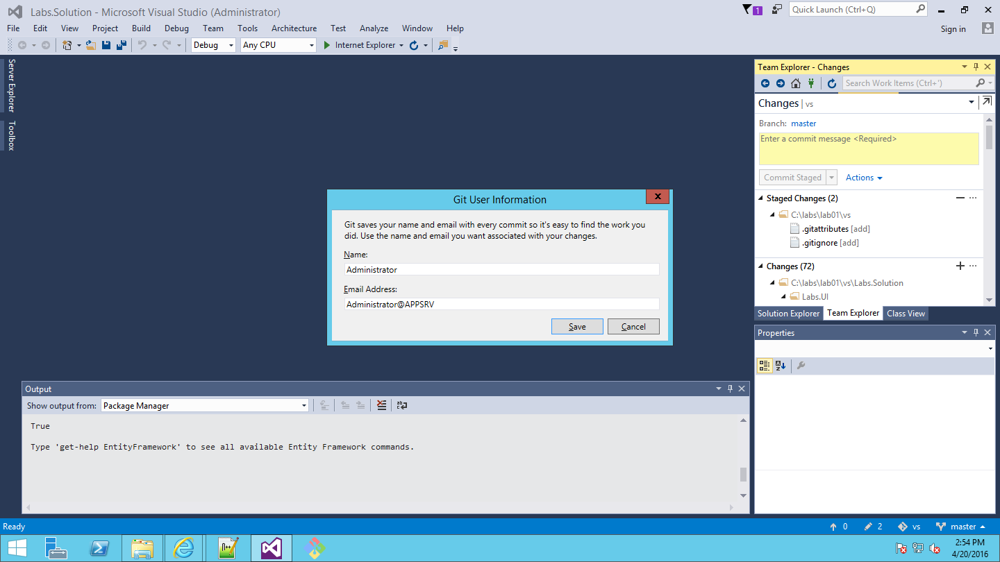 Labs.Solution - Microsoft Visual Studio (Administrator)
1
Quick Launch (Ctrl+Q)
File Edit View Project Build Debug Team Tools Architecture Test Analyze Window Help
Sign in
Debug Any CPU Internet Explorer
Server Explorer
Toolbox
Team Explorer - Changes
Search Work Items (Ctrl+')
Changes | vs
Branch: master
Enter a commit message <Required>
Commit Staged Actions
Staged Changes (2)
C:\labs\lab01\vs
.gitattributes [add]
.gitignore [add]
Changes (72)
C:\labs\lab01\vs\Labs.Solution
Labs.UI
Solution Explorer Team Explorer Class View
Properties
Git User Information
Git saves your name and email with every commit so it's easy to find the work you
did. Use the name and email you want associated with your changes.
Name:
Administrator
Email Address:
Administrator@APPSRV
Save Cancel
Output
Show output from: Package Manager
True
Type 'get-help EntityFramework' to see all available Entity Framework commands.
Ready
0 2 vs master
2:54 PM
4/20/2016